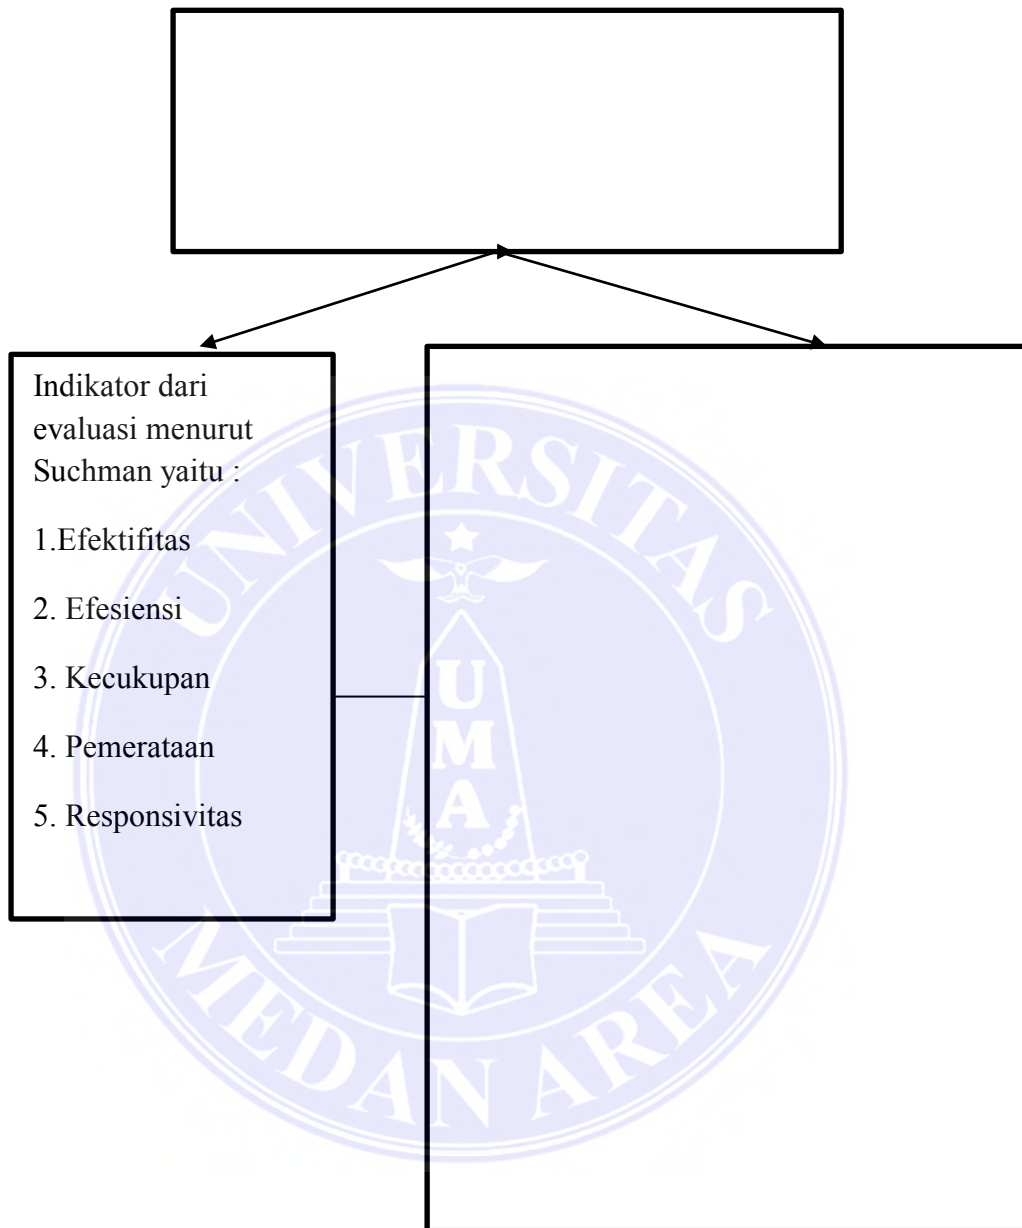 Indikator dari
evaluasi menurut
Suchman yaitu :
1.Efektifitas
2. Efesiensi
3. Kecukupan
4. Pemerataan
5. Responsivitas
UNIVERSITAS
UMA
MEDAN AREA